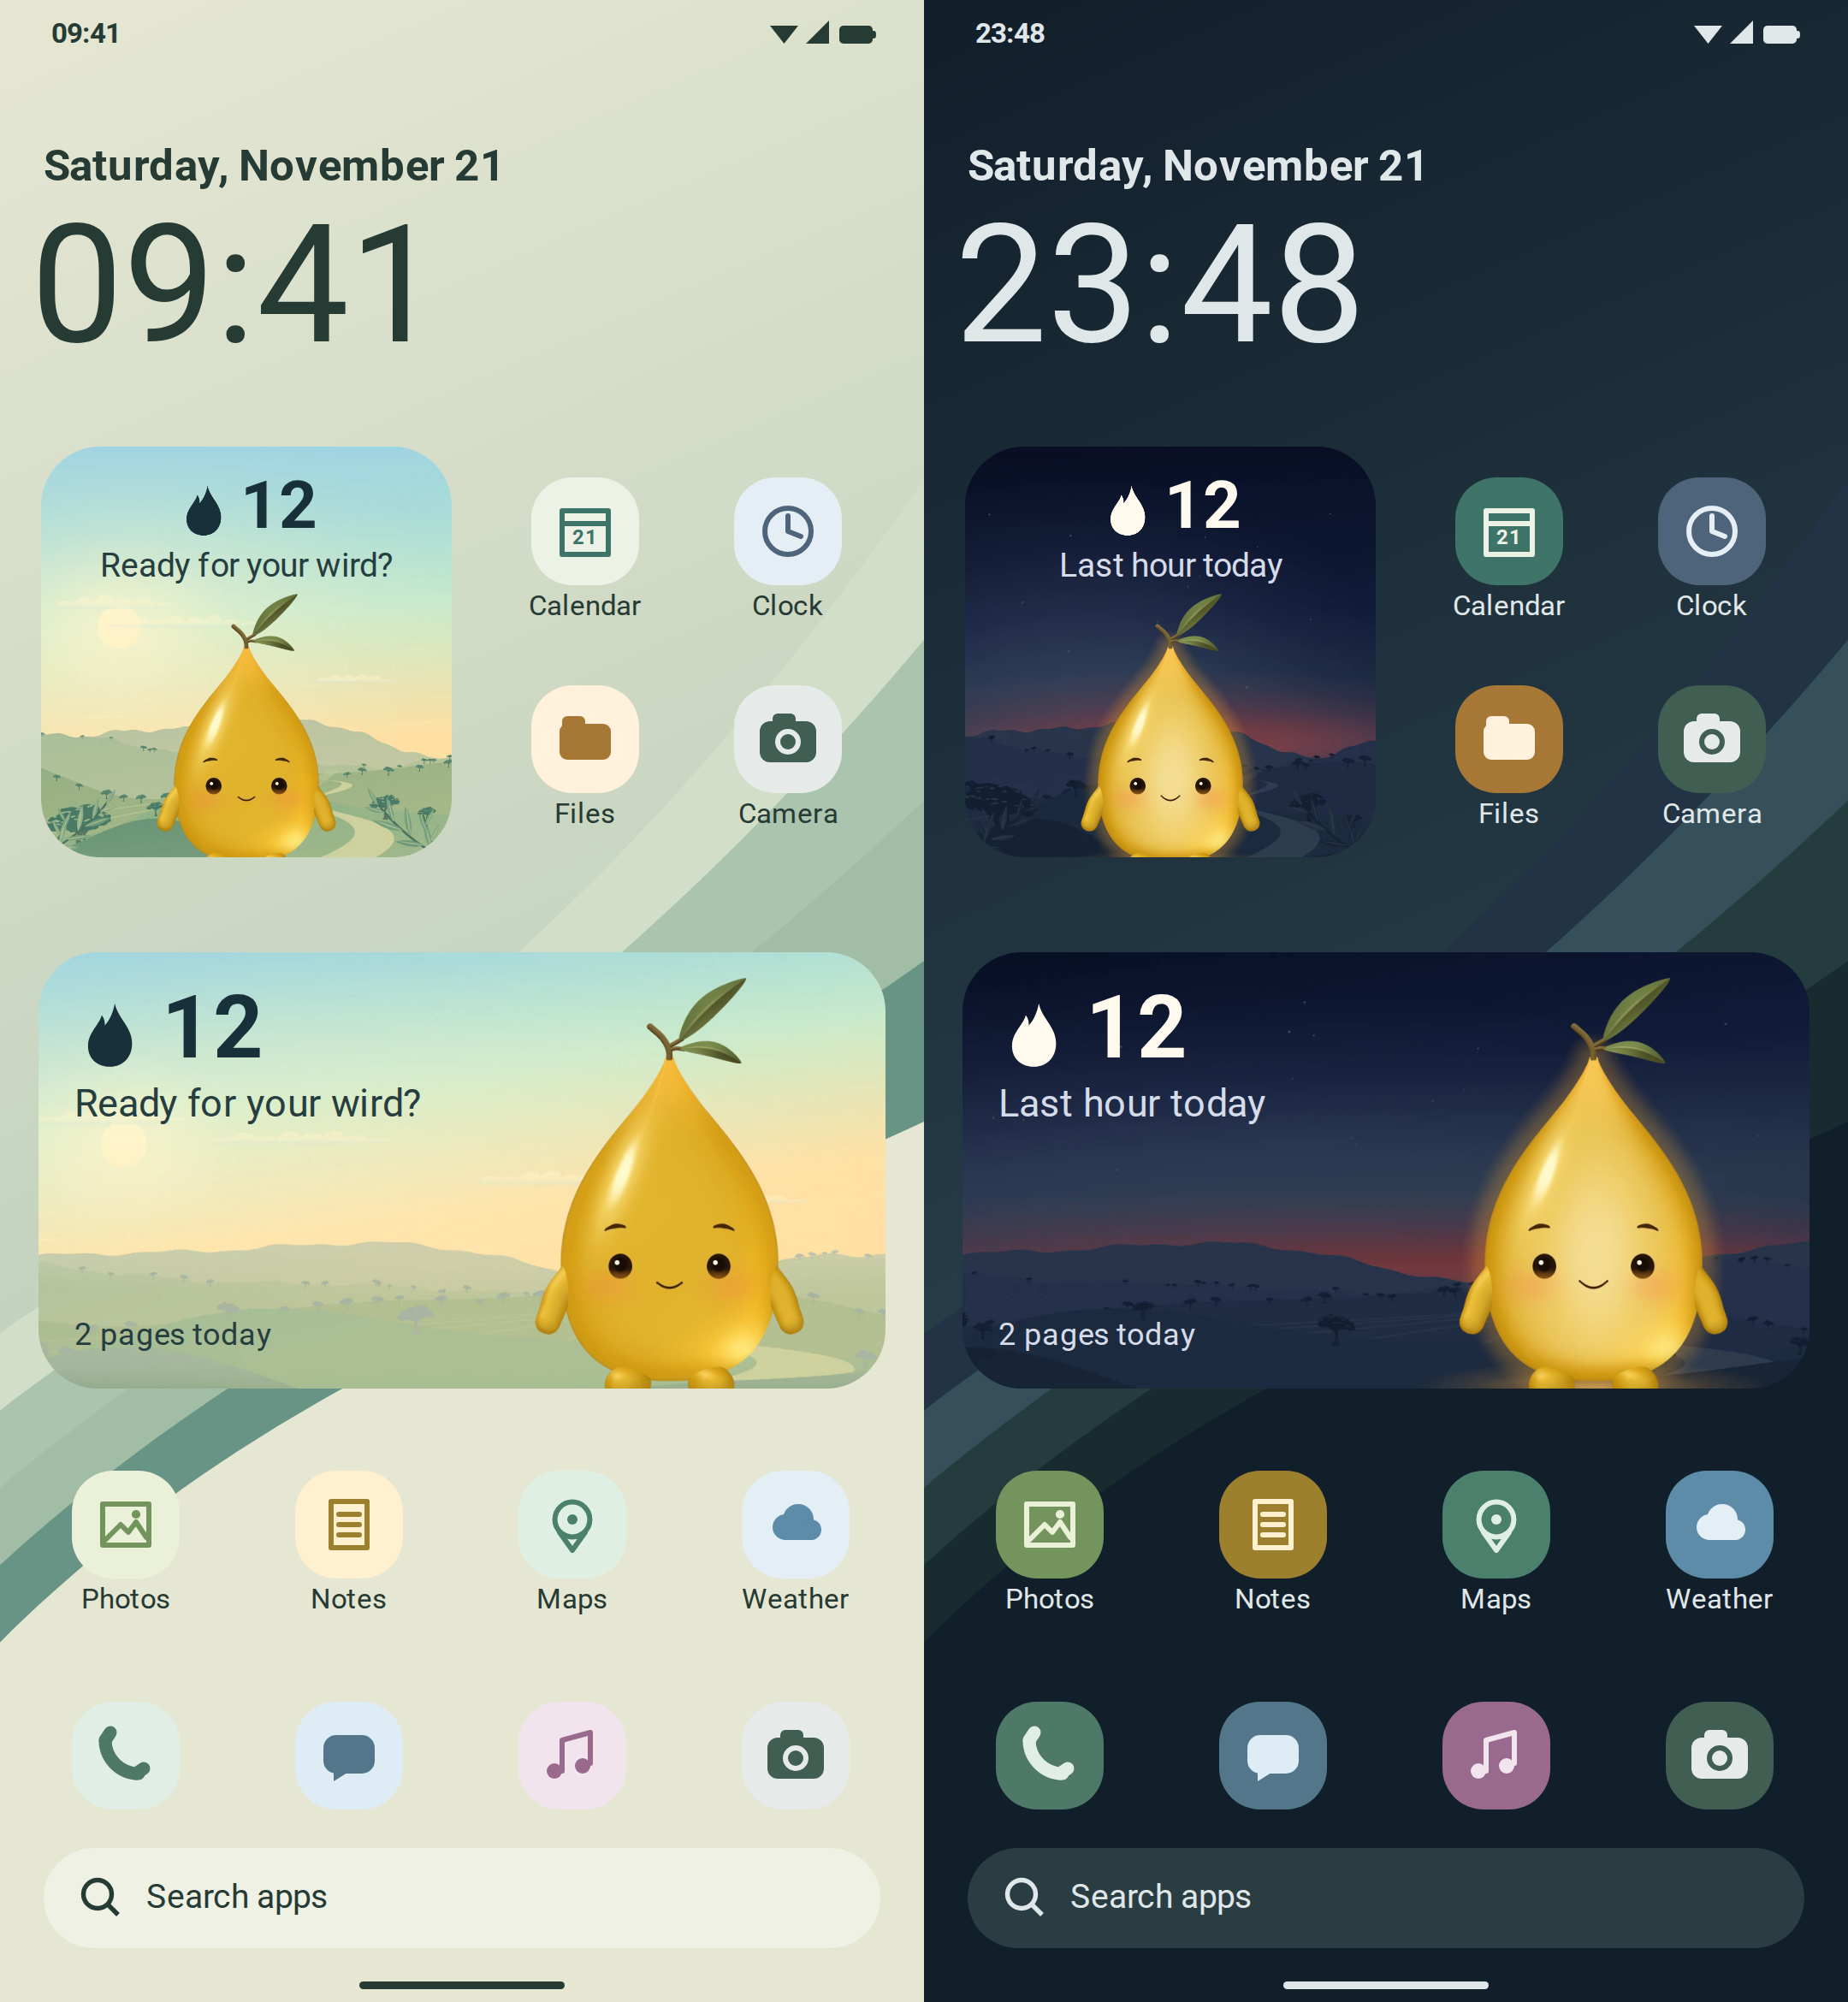 09:41
Saturday, November 21
09:41
12
Ready for your wird?
21
Calendar
Clock
Files
Camera
12
Ready for your wird?
2 pages today
Photos
Notes
Maps
Weather
Search apps
23:48
Saturday, November 21
23:48
12
Last hour today
21
Calendar
Clock
Files
Camera
12
Last hour today
2 pages today
Photos
Notes
Maps
Weather
Search apps